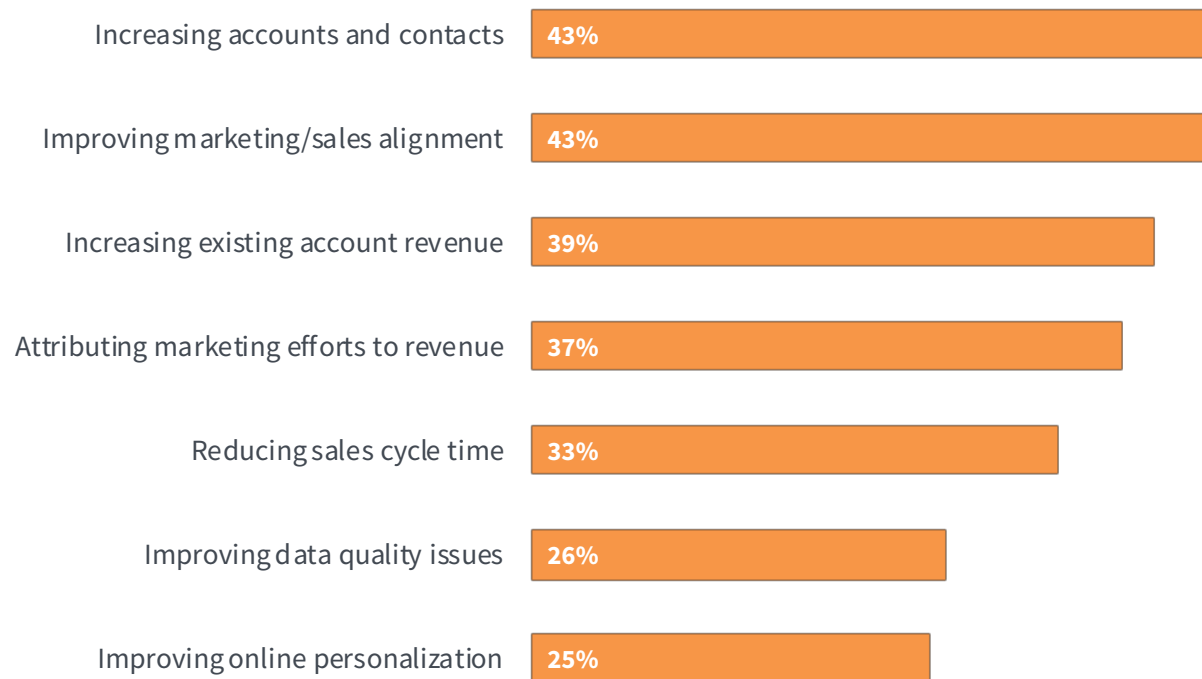 Increasing accounts and contacts 43%
Improving marketing/sales alignment 43%
Increasing existing account revenue 39%
Attributing marketing efforts to revenue 37%
Reducing sales cycle time 33%
Improving data quality issues 26%
Improving online personalization 25%